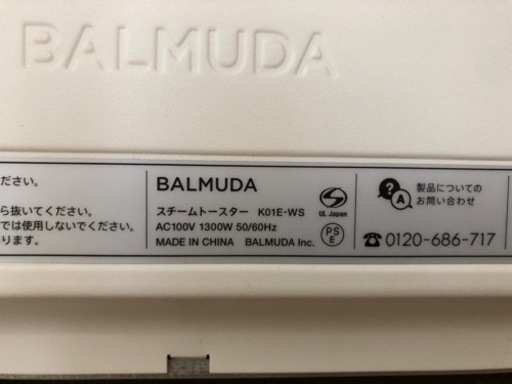 BALMUDA
ださい。
ら抜いてください。
では使用しないでください。
ります。
BALMUDA
スチームトースター K01E-WS
AC100V 1300W 50/60Hz
MADE IN CHINA BALMUDA Inc.
S
UL Japan
PS
E
?
A
製品についての
お問い合わせ
☎ 0120-686-717